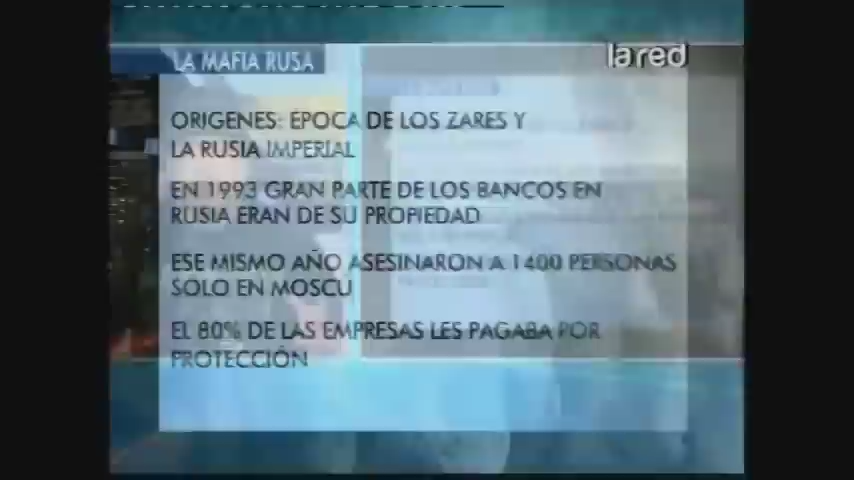 LA MAFIA RUSA
lared
ORIGENES: ÉPOCA DE LOS ZARES Y
LA RUSIA IMPERIAL
EN 1993 GRAN PARTE DE LOS BANCOS EN
RUSIA ERAN DE SU PROPIEDAD
ESE MISMO AÑO ASESINARON A 1400 PERSONAS
SOLO EN MOSCU
EL 80% DE LAS EMPRESAS LES PAGABA POR
PROTECCIÓN